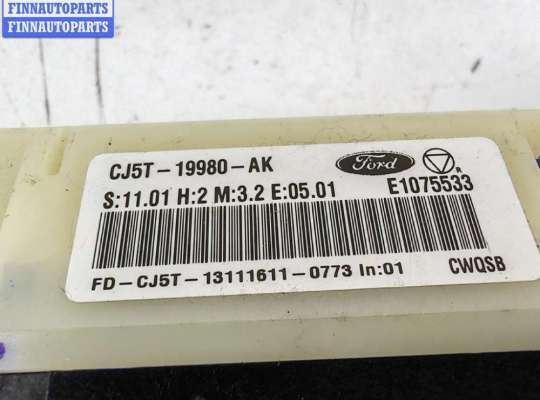 FINNAUTOPARTS
FINNAUTOPARTS
CJ5T-19980-AK
Ford
R
S:11.01 H:2 M:3.2 E:05.01
E1075533
FD-CJ5T-13111611-0773 In:01
CWQSB